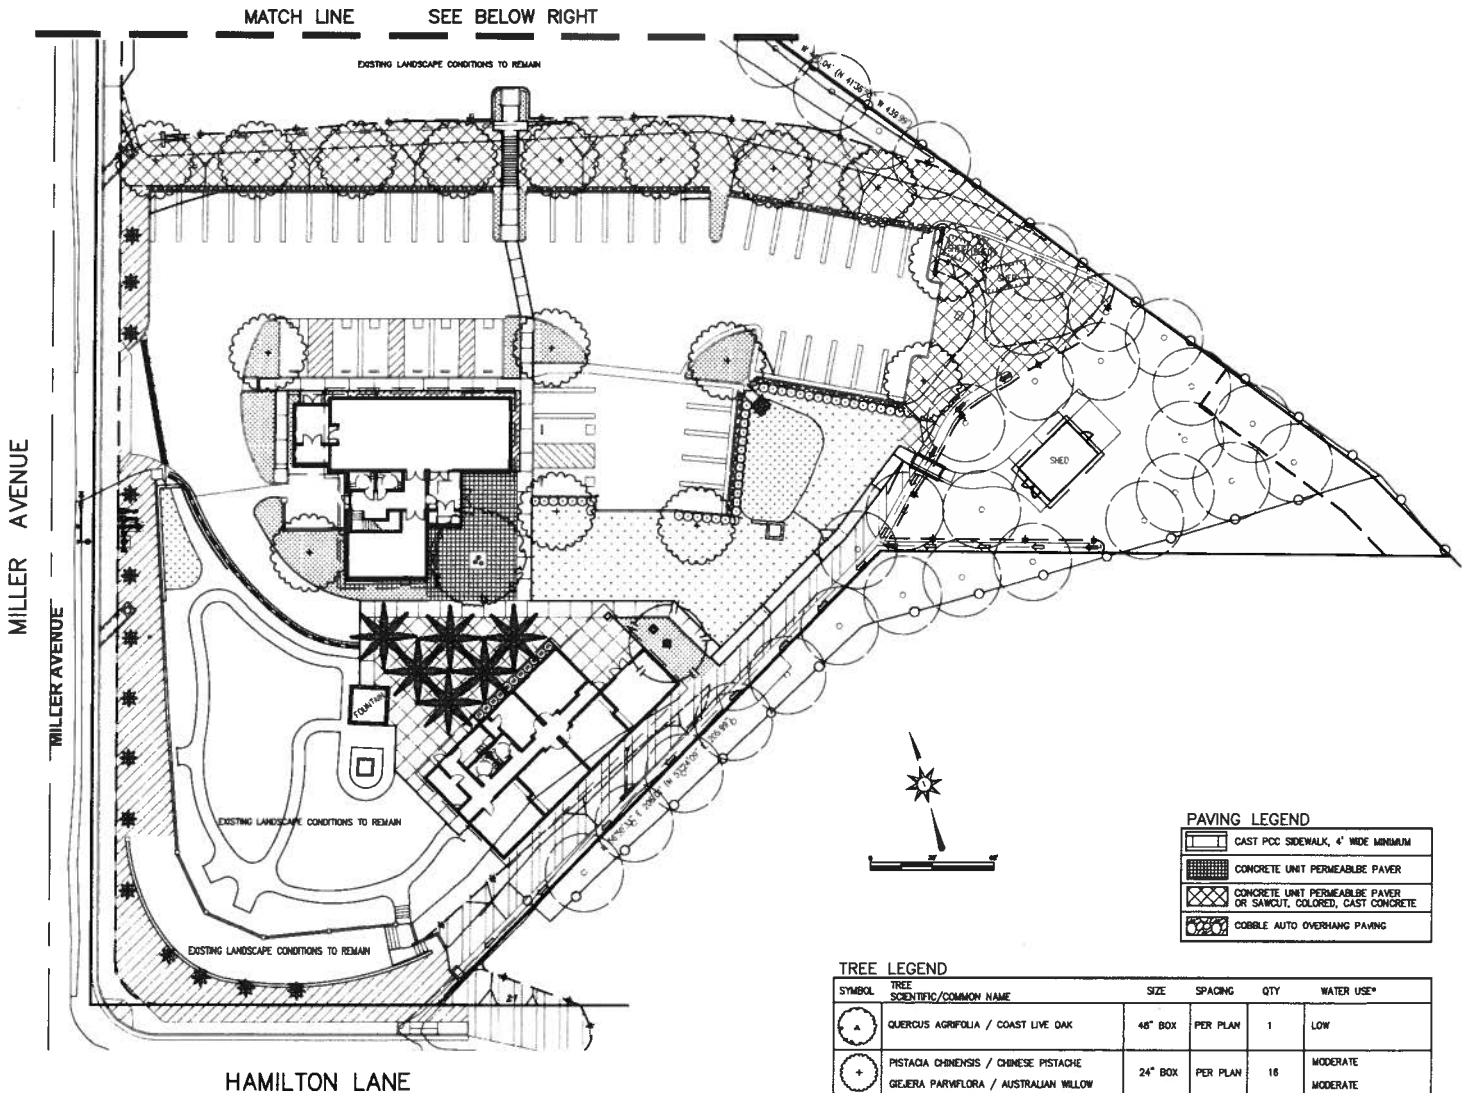 MATCH LINE SEE BELOW RIGHT
EXISTING LANDSCAPE CONDITIONS TO REMAIN
MILLER AVENUE
MILLER AVENUE
SHED
SHED
FOUNTAIN
EXISTING LANDSCAPE CONDITIONS TO REMAIN
EXISTING LANDSCAPE CONDITIONS TO REMAIN
21
HAMILTON LANE
PAVING LEGEND
CAST PCC SIDEWALK, 4' WIDE MINIMUM
CONCRETE UNIT PERMEABLBE PAVER
CONCRETE UNIT PERMEABLBE PAVER
OR SAWCUT, COLORED, CAST CONCRETE
COBBLE AUTO OVERHANG PAVING
TREE LEGEND
SYMBOL TREE SCIENTIFIC/COMMON NAME SIZE SPACING QTY WATER USE*
QUERCUS AGRIFOLIA / COAST LIVE OAK 48" BOX PER PLAN 1 LOW
PISTACIA CHINENSIS / CHINESE PISTACHE MODERATE
24" BOX PER PLAN 16
GEIJERA PARVIFLORA / AUSTRALIAN WILLOW MODERATE